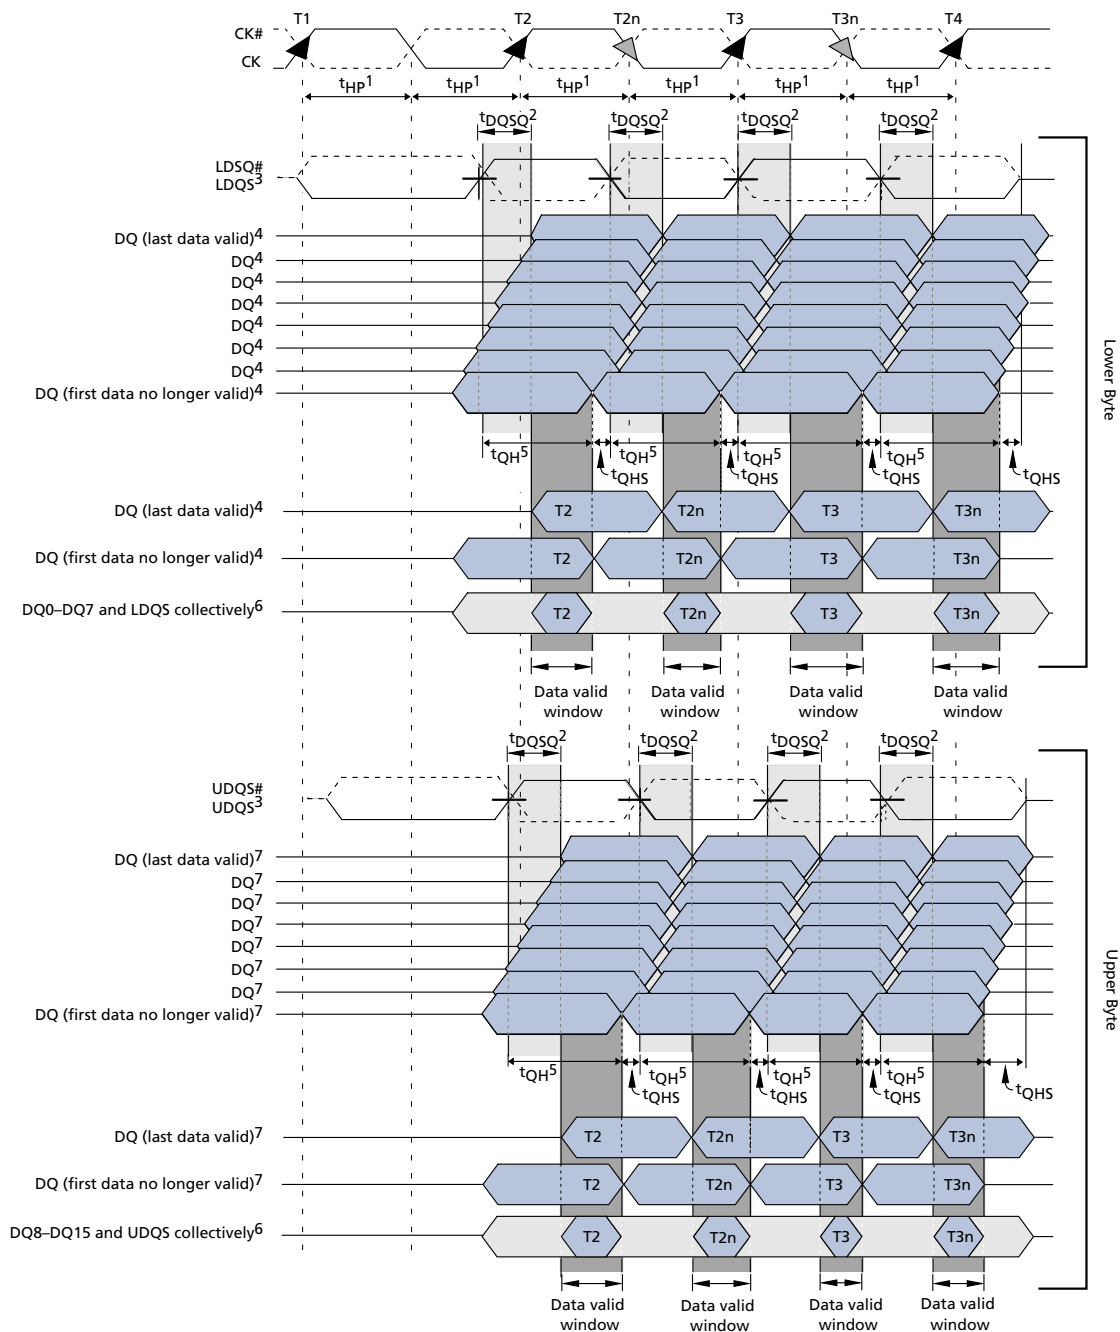 T1 T2 T2n T3 T3n T4
CK#
CK
tHP1 tHP1 tHP1 tHP1 tHP1 tHP1
tDQSQ2 tDQSQ2 tDQSQ2 tDQSQ2
LDSQ#
LDQS3
DQ (last data valid)4
DQ4
DQ4
DQ4
DQ4
DQ4
DQ4
DQ (first data no longer valid)4
Lower Byte
tQH5 tQH5 tQH5 tQH5
tQHS tQHS tQHS tQHS
DQ (last data valid)4 T2 T2n T3 T3n
DQ (first data no longer valid)4 T2 T2n T3 T3n
DQ0–DQ7 and LDQS collectively6 T2 T2n T3 T3n
Data valid window Data valid window Data valid window Data valid window
tDQSQ2 tDQSQ2 tDQSQ2 tDQSQ2
UDQS#
UDQS3
DQ (last data valid)7
DQ7
DQ7
DQ7
DQ7
DQ7
DQ7
DQ (first data no longer valid)7
Upper Byte
tQH5 tQH5 tQH5 tQH5
tQHS tQHS tQHS tQHS
DQ (last data valid)7 T2 T2n T3 T3n
DQ (first data no longer valid)7 T2 T2n T3 T3n
DQ8–DQ15 and UDQS collectively6 T2 T2n T3 T3n
Data valid window Data valid window Data valid window Data valid window